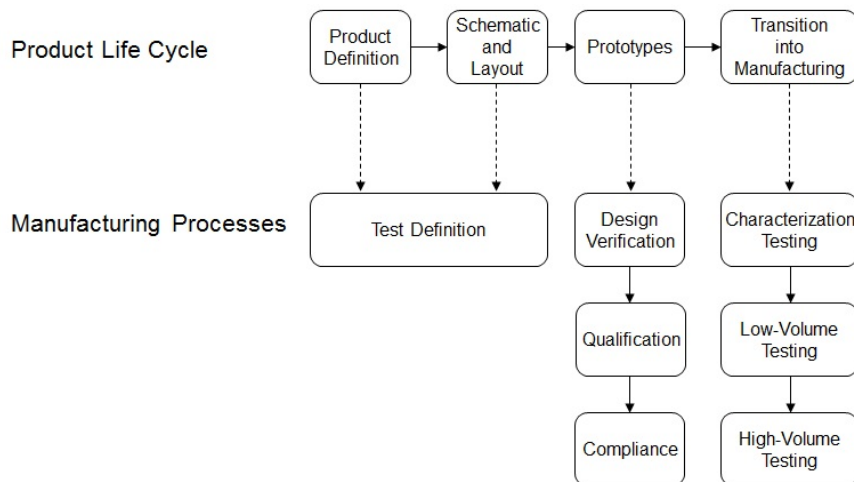 Product Life Cycle
Product
Definition
Schematic
and
Layout
Prototypes
Transition
into
Manufacturing
Manufacturing Processes
Test Definition
Design
Verification
Characterization
Testing
Qualification
Low-Volume
Testing
Compliance
High-Volume
Testing